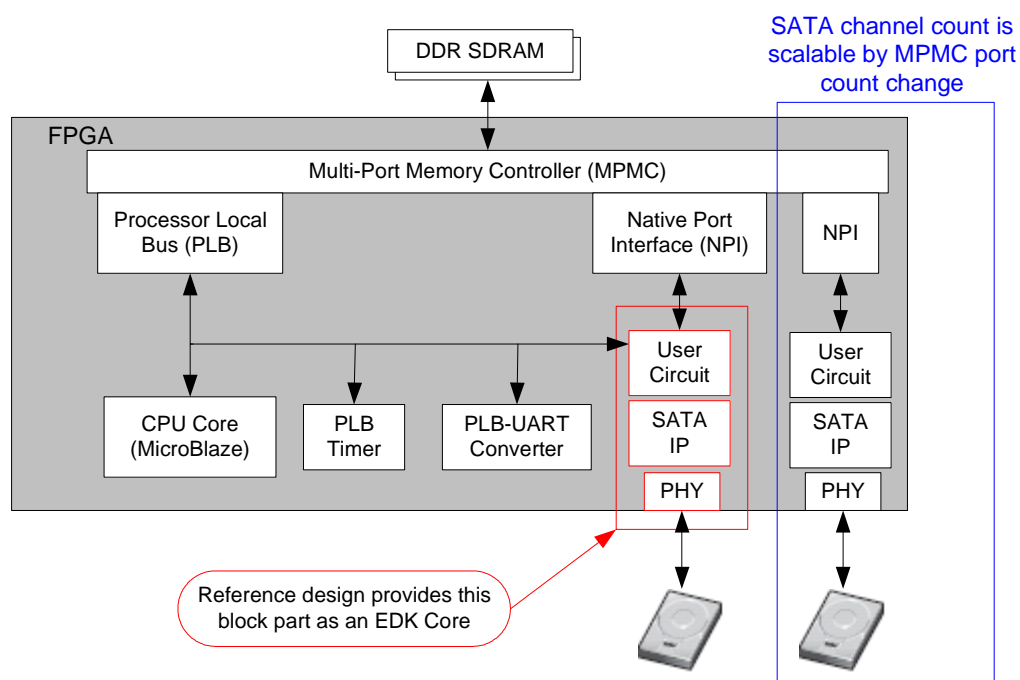 SATA channel count is
scalable by MPMC port
count change
DDR SDRAM
FPGA
Multi-Port Memory Controller (MPMC)
Processor Local
Bus (PLB)
Native Port
Interface (NPI)
NPI
User
Circuit
User
Circuit
CPU Core
(MicroBlaze)
PLB
Timer
PLB-UART
Converter
SATA
IP
SATA
IP
PHY
PHY
Reference design provides this
block part as an EDK Core